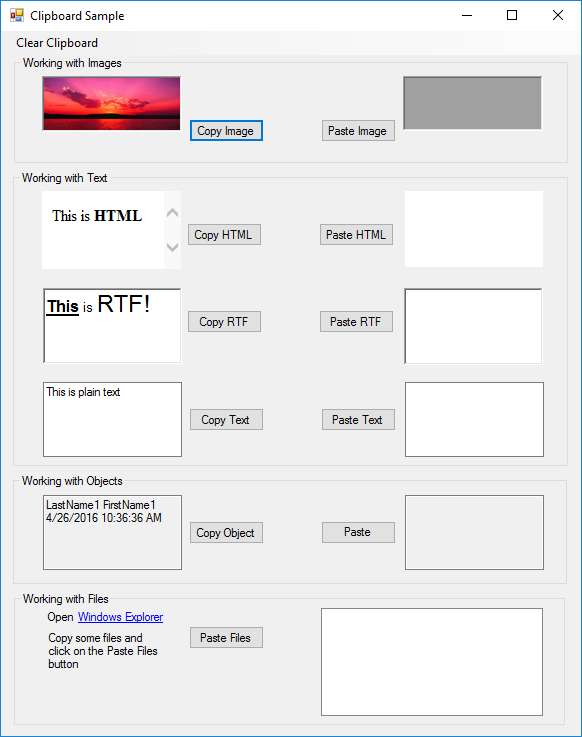 Clipboard Sample
Clear Clipboard
Working with Images
Copy Image
Paste Image
Working with Text
This is HTML
Copy HTML
Paste HTML
This is RTF!
Copy RTF
Paste RTF
This is plain text
Copy Text
Paste Text
Working with Objects
LastName1 FirstName1
4/26/2016 10:36:36 AM
Copy Object
Paste
Working with Files
Open Windows Explorer
Copy some files and
click on the Paste Files
button
Paste Files